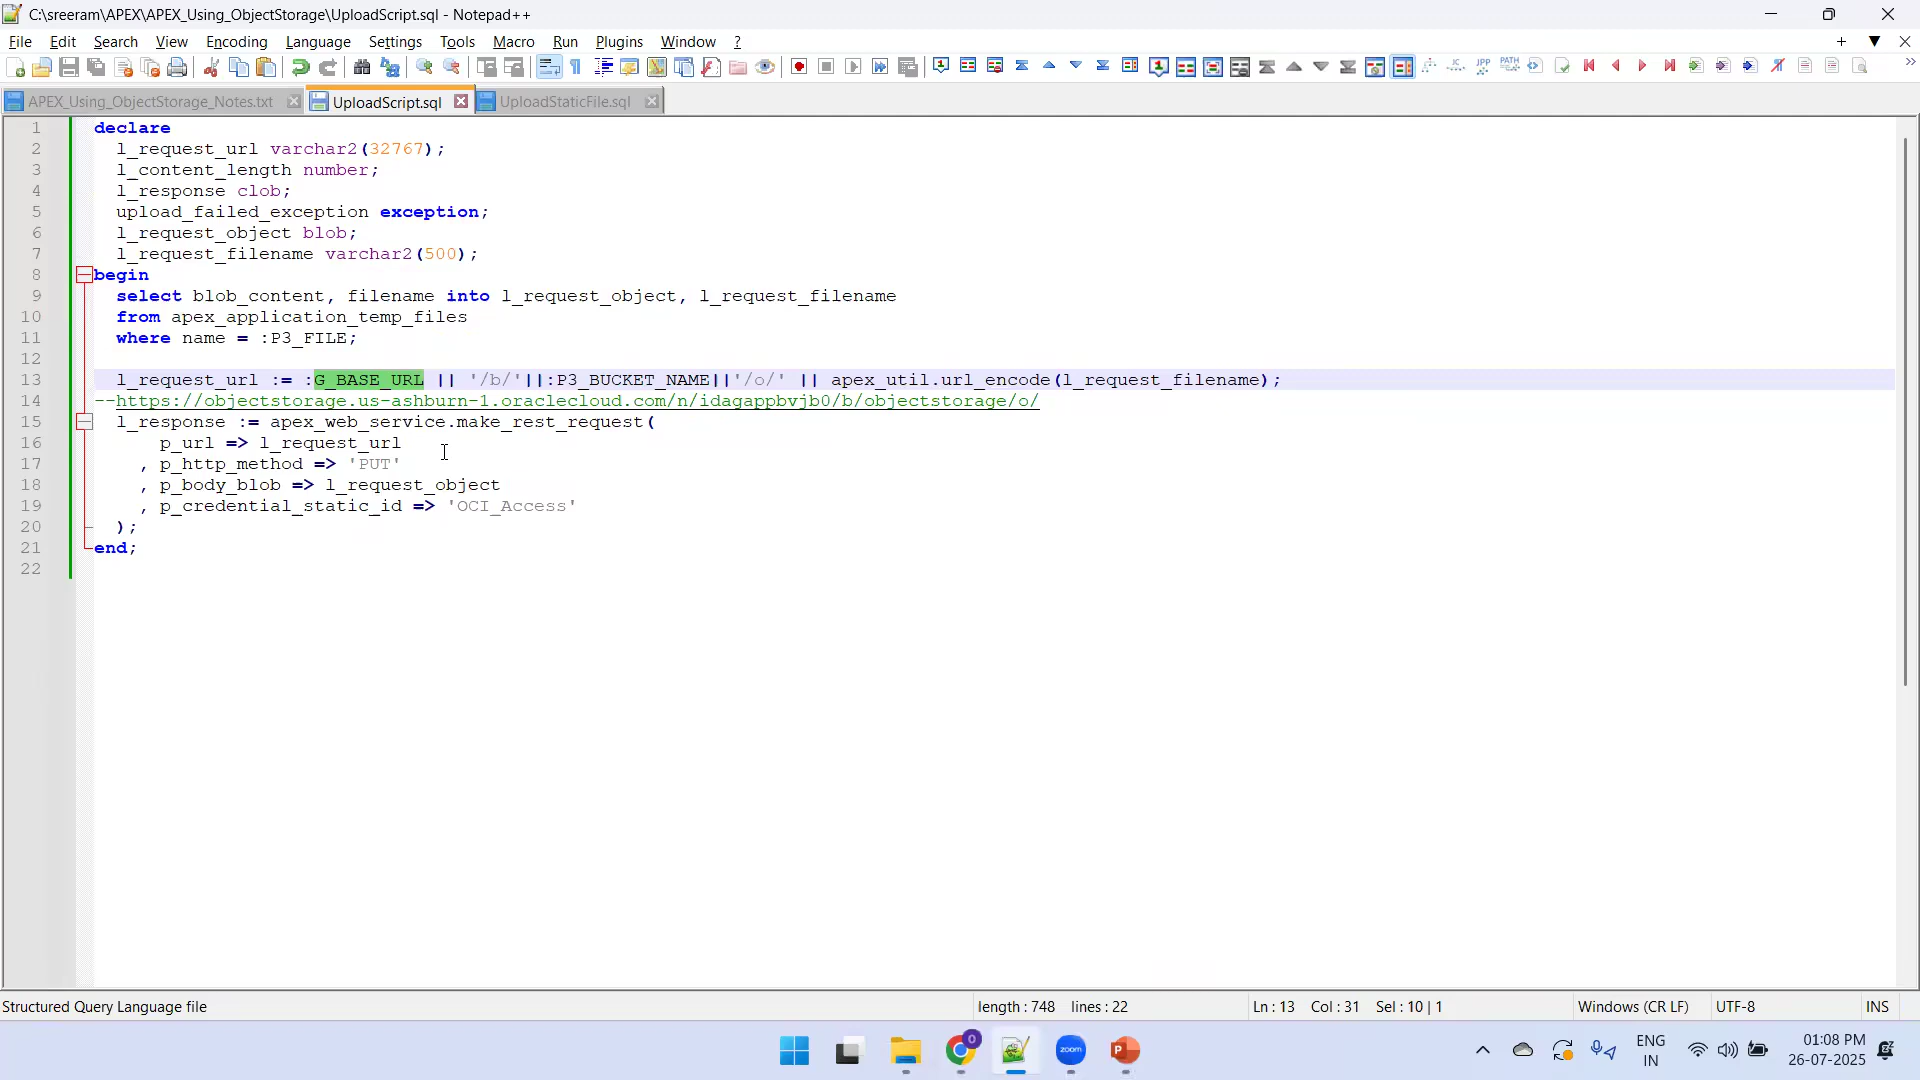 C:\sreeram\APEX\APEX_Using_ObjectStorage\UploadScript.sql - Notepad++
File Edit Search View Encoding Language Settings Tools Macro Run Plugins Window ?
APEX_Using_ObjectStorage_Notes.txt UploadScript.sql UploadStaticFile.sql
1 declare
2 l_request_url varchar2(32767);
3 l_content_length number;
4 l_response clob;
5 upload_failed_exception exception;
6 l_request_object blob;
7 l_request_filename varchar2(500);
8 begin
9 select blob_content, filename into l_request_object, l_request_filename
10 from apex_application_temp_files
11 where name = :P3_FILE;
12
13 l_request_url := :G_BASE_URL || '/b/'||:P3_BUCKET_NAME||'/o/' || apex_util.url_encode(l_request_filename);
14 --https://objectstorage.us-ashburn-1.oraclecloud.com/n/idagappbvjb0/b/objectstorage/o/
15 l_response := apex_web_service.make_rest_request(
16 p_url => l_request_url
17 , p_http_method => 'PUT'
18 , p_body_blob => l_request_object
19 , p_credential_static_id => 'OCI_Access'
20 );
21 end;
22
Structured Query Language file length : 748 lines : 22 Ln : 13 Col : 31 Sel : 10 | 1 Windows (CR LF) UTF-8 INS
zoom
ENG
IN
01:08 PM
26-07-2025